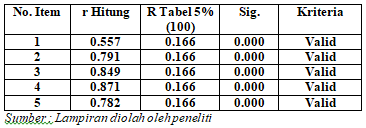 No. Item r Hitung R Tabel 5% (100) Sig. Kriteria
1 0.557 0.166 0.000 Valid
2 0.791 0.166 0.000 Valid
3 0.849 0.166 0.000 Valid
4 0.871 0.166 0.000 Valid
5 0.782 0.166 0.000 Valid
Sumber : Lampiran diolah oleh peneliti